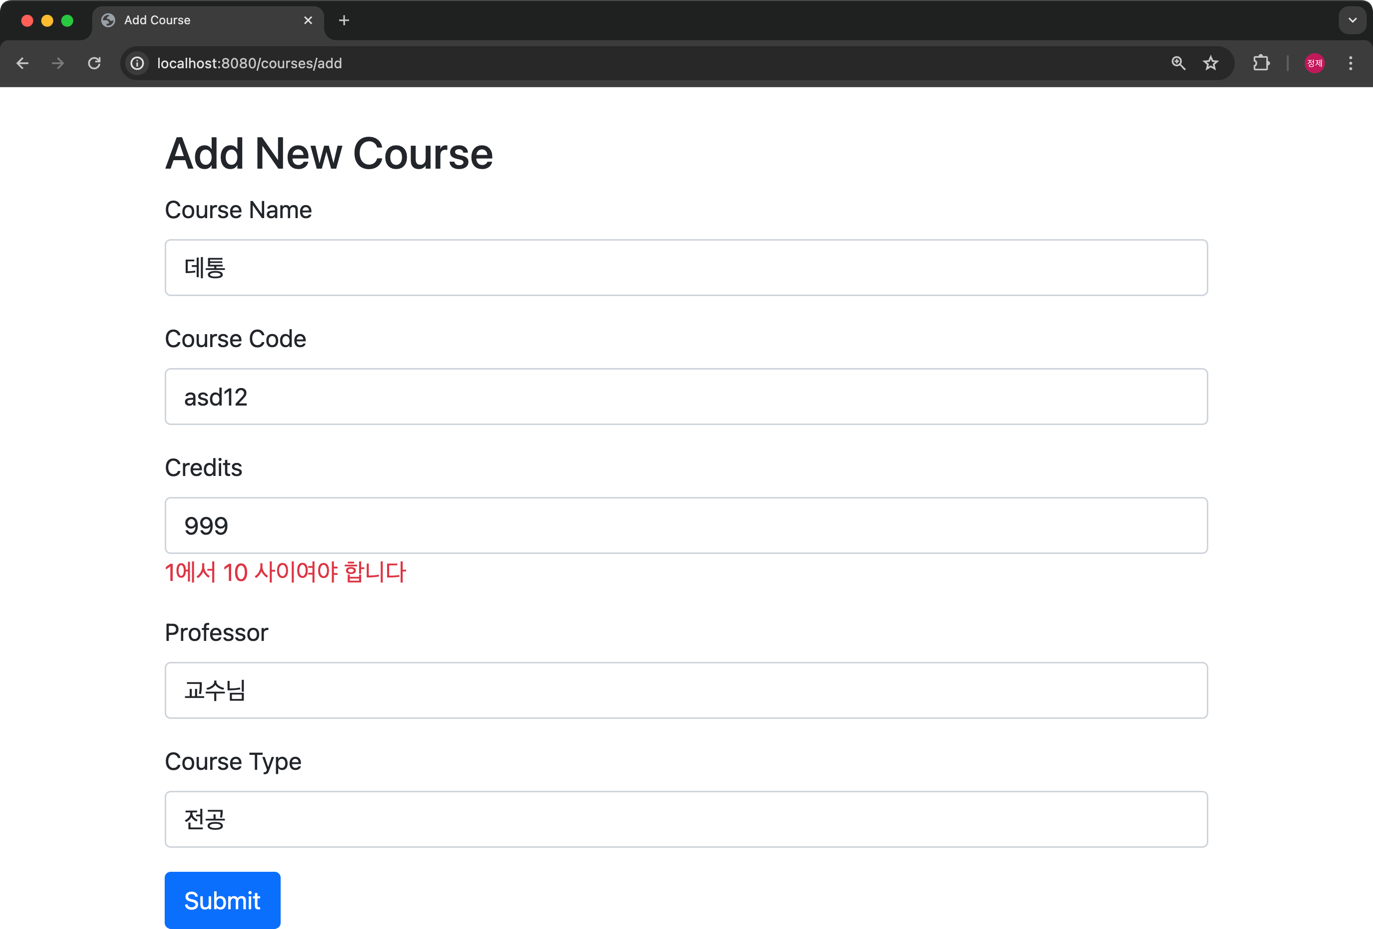 Add Course
localhost:8080/courses/add
정제
Add New Course
Course Name
데통
Course Code
asd12
Credits
999
1에서 10 사이여야 합니다
Professor
교수님
Course Type
전공
Submit